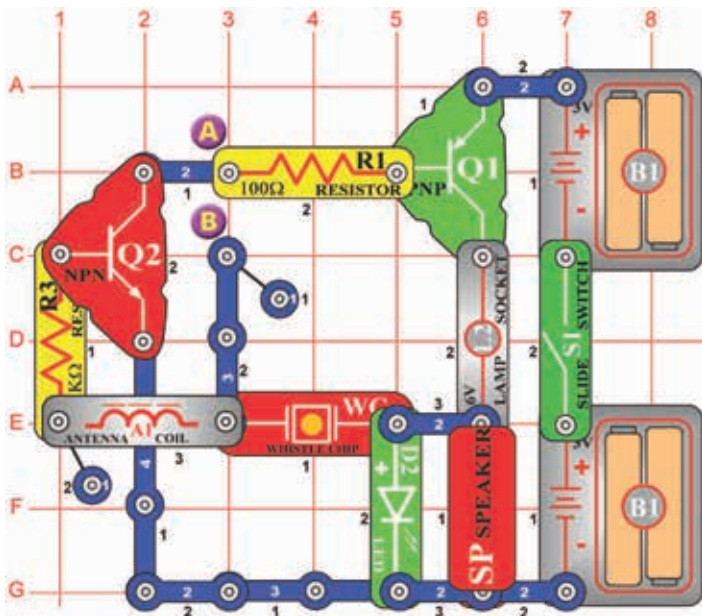 1 2 3 4 5 6 7 8
A
2
2
1
3V
+
A
B
2
1
R1
100Ω
RESISTOR
2
PNP
Q1
1
B1
-
B
C
Q2
NPN
2
R3
RES
KΩ
1
1
1
D
3
2
2
SOCKET
LAMP
6V
2
SWITCH
S1
SLIDE
E
A1
ANTENNA COIL
3
WC
WHISTLE CHIP
1
3
2
3V
+
2
1
4
F
1
D2
+
LED
2
1
SP SPEAKER
1
B1
-
G
2
2
3
1
3
2
2